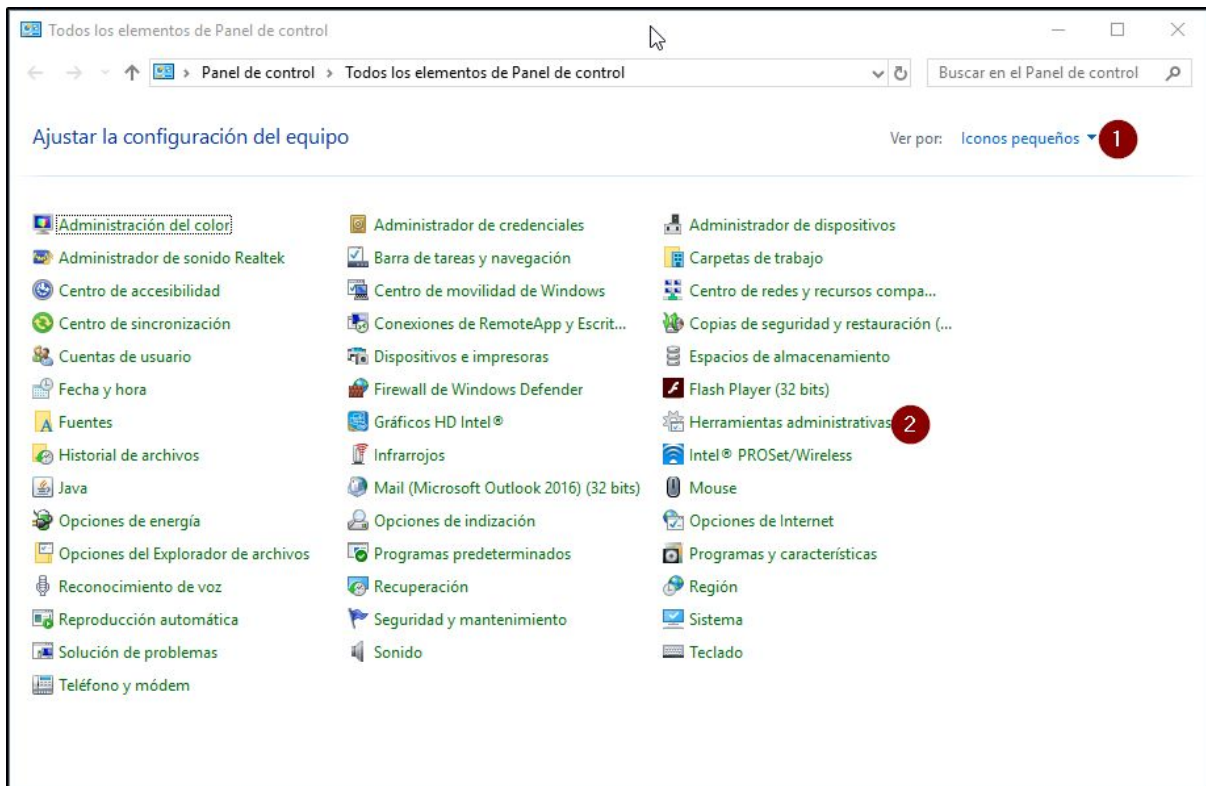 Todos los elementos de Panel de control
Panel de control > Todos los elementos de Panel de control
Buscar en el Panel de control
Ajustar la configuración del equipo
Ver por: Iconos pequeños 1
Administración del color Administrador de credenciales Administrador de dispositivos
Administrador de sonido Realtek Barra de tareas y navegación Carpetas de trabajo
Centro de accesibilidad Centro de movilidad de Windows Centro de redes y recursos compa...
Centro de sincronización Conexiones de RemoteApp y Escrit... Copias de seguridad y restauración (...
Cuentas de usuario Dispositivos e impresoras Espacios de almacenamiento
Fecha y hora Firewall de Windows Defender Flash Player (32 bits)
Fuentes Gráficos HD Intel® Herramientas administrativas 2
Historial de archivos Infrarrojos Intel® PROSet/Wireless
Java Mail (Microsoft Outlook 2016) (32 bits) Mouse
Opciones de energía Opciones de indización Opciones de Internet
Opciones del Explorador de archivos Programas predeterminados Programas y características
Reconocimiento de voz Recuperación Región
Reproducción automática Seguridad y mantenimiento Sistema
Solución de problemas Sonido Teclado
Teléfono y módem